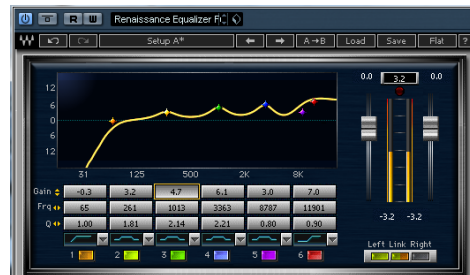 R W Renaissance Equalizer
Setup A* A→B Load Save Flat ?
0.0 3.2 0.0
12
6
0
6
12
31 125 500 2K 8K
Gain -0.3 3.2 4.7 6.1 3.0 7.0
Frq 65 261 1013 3363 8787 11901
Q 1.00 1.81 2.14 2.21 0.80 0.90
-3.2 -3.2
Left Link Right
1 2 3 4 5 6